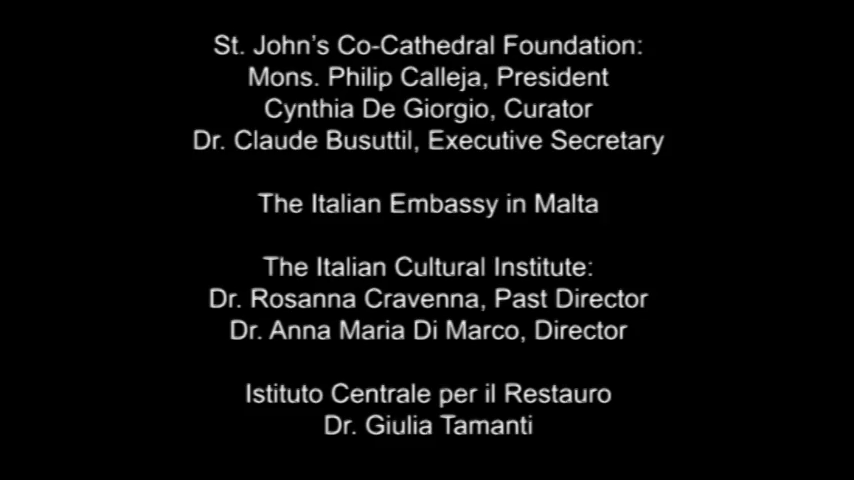 St. John's Co-Cathedral Foundation:
Mons. Philip Calleja, President
Cynthia De Giorgio, Curator
Dr. Claude Busuttil, Executive Secretary
The Italian Embassy in Malta
The Italian Cultural Institute:
Dr. Rosanna Cravenna, Past Director
Dr. Anna Maria Di Marco, Director
Istituto Centrale per il Restauro
Dr. Giulia Tamanti